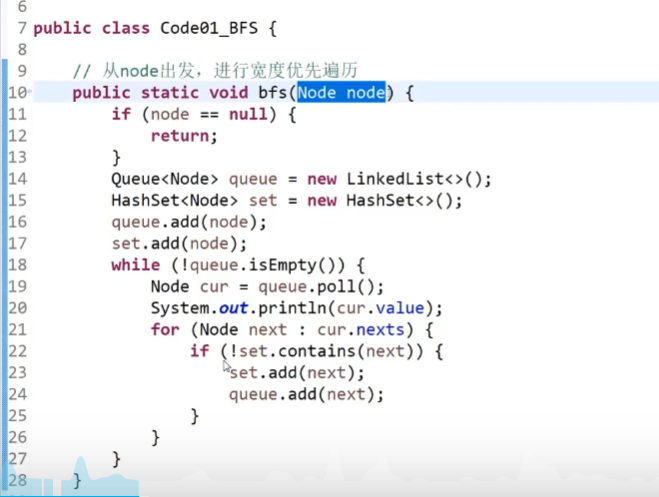 6
7 public class Code01_BFS {
8
9 // 从node出发，进行宽度优先遍历
10 public static void bfs(Node node) {
11 if (node == null) {
12 return;
13 }
14 Queue<Node> queue = new LinkedList<>();
15 HashSet<Node> set = new HashSet<>();
16 queue.add(node);
17 set.add(node);
18 while (!queue.isEmpty()) {
19 Node cur = queue.poll();
20 System.out.println(cur.value);
21 for (Node next : cur.nexts) {
22 if (!set.contains(next)) {
23 set.add(next);
24 queue.add(next);
25 }
26 }
27 }
28 }